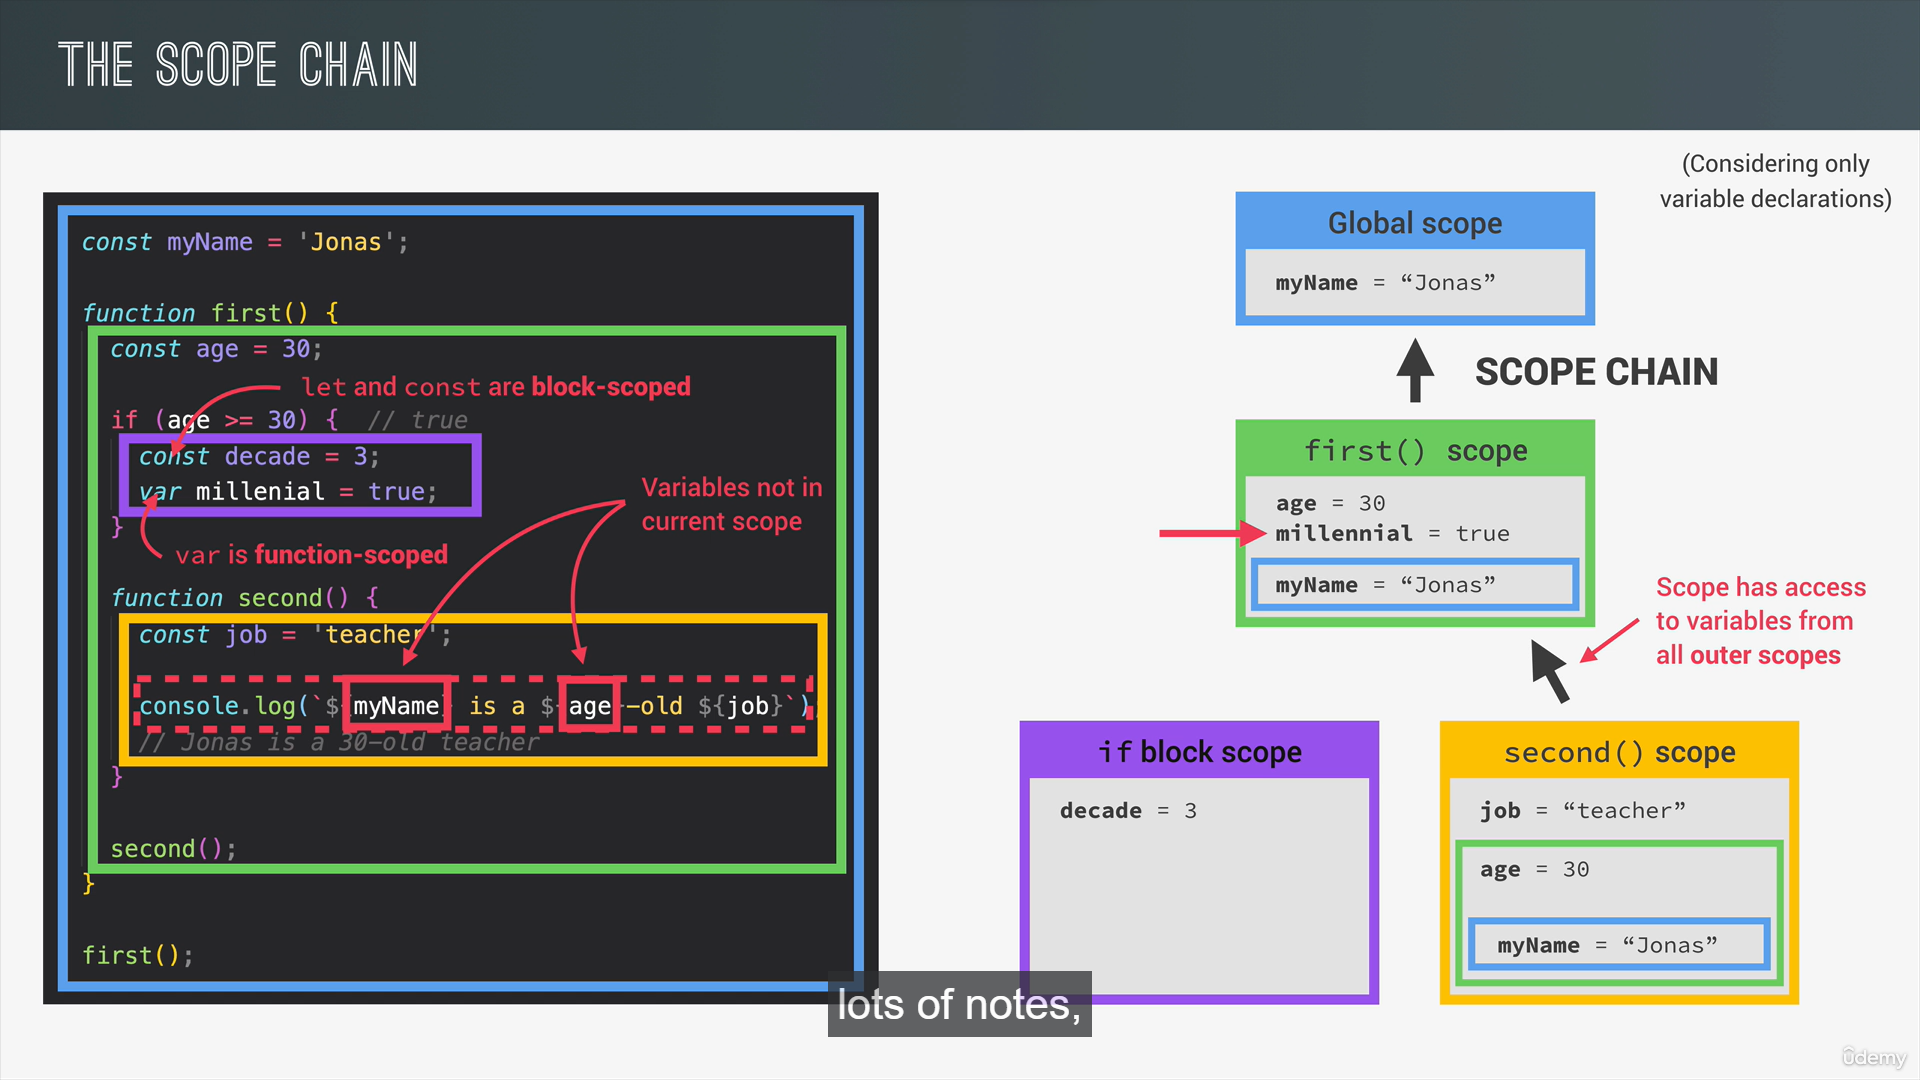 THE SCOPE CHAIN
(Considering only
variable declarations)
const myName = 'Jonas';
function first() {
const age = 30;
let and const are block-scoped
if (age >= 30) { // true
const decade = 3;
var millenial = true;
}
var is function-scoped
Variables not in
current scope
function second() {
const job = 'teacher';
console.log(`${myName} is a ${age}-old ${job}`);
// Jonas is a 30-old teacher
}
second();
}
first();
Global scope
myName = “Jonas”
SCOPE CHAIN
first() scope
age = 30
millennial = true
myName = “Jonas”
Scope has access
to variables from
all outer scopes
if block scope
decade = 3
second() scope
job = “teacher”
age = 30
myName = “Jonas”
lots of notes,
ûdemy